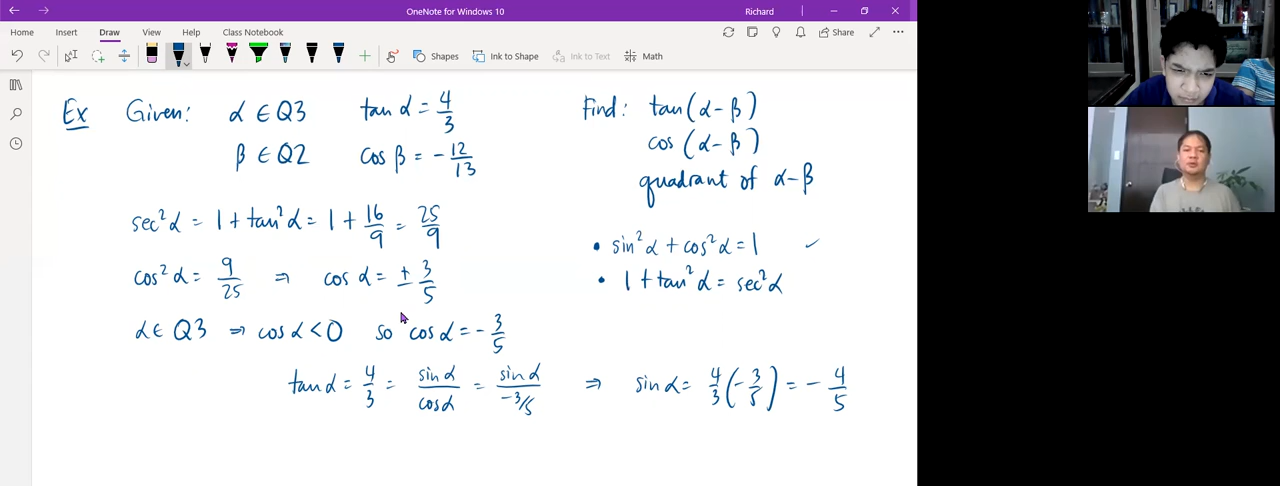 OneNote for Windows 10
Richard
Home Insert Draw View Help Class Notebook
Share
Shapes Ink to Shape Ink to Text Math
Ex Given: α ∈ Q3 tan α = 4/3 Find: tan(α-β)
β ∈ Q2 cos β = -12/13 cos(α-β)
quadrant of α-β
sec²α = 1 + tan²α = 1 + 16/9 = 25/9
• sin²α + cos²α = 1 ✓
cos²α = 9/25 ⇒ cos α = ± 3/5
• 1 + tan²α = sec²α
α ∈ Q3 ⇒ cos α < 0 so cos α = -3/5
tan α = 4/3 = sin α/cos α = sin α/-3/5 ⇒ sin α = 4/3(-3/5) = -4/5